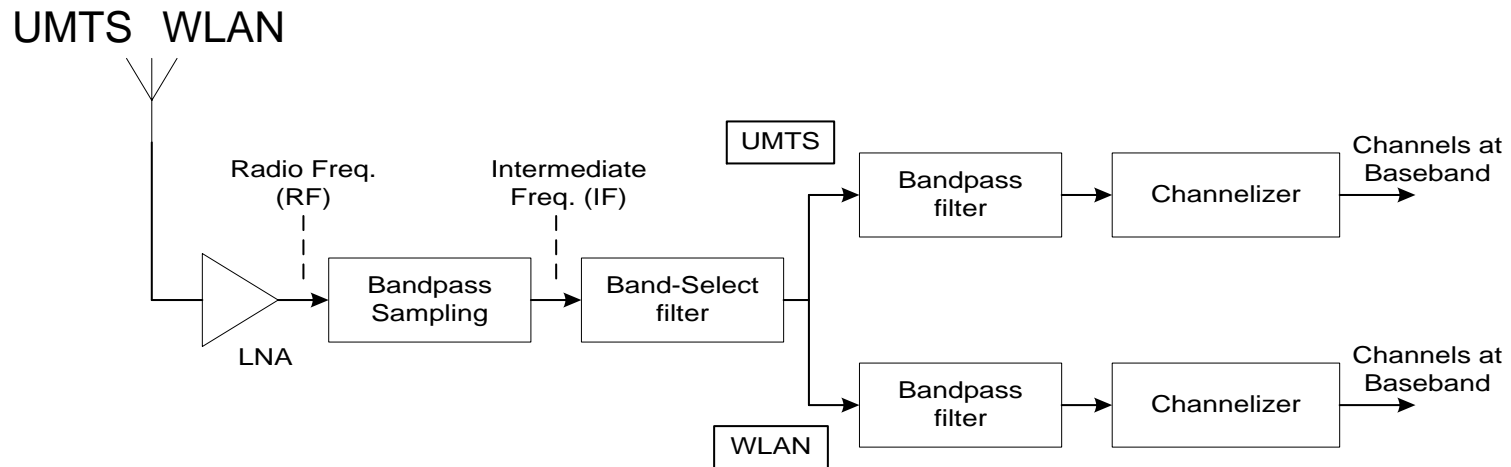 UMTS WLAN
Radio Freq.
(RF)
Intermediate
Freq. (IF)
LNA
Bandpass
Sampling
Band-Select
filter
UMTS
Bandpass
filter
Channelizer
Channels at
Baseband
WLAN
Bandpass
filter
Channelizer
Channels at
Baseband